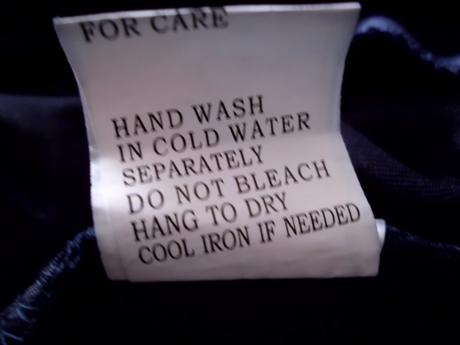 FOR CARE
HAND WASH
IN COLD WATER
SEPARATELY
DO NOT BLEACH
HANG TO DRY
COOL IRON IF NEEDED